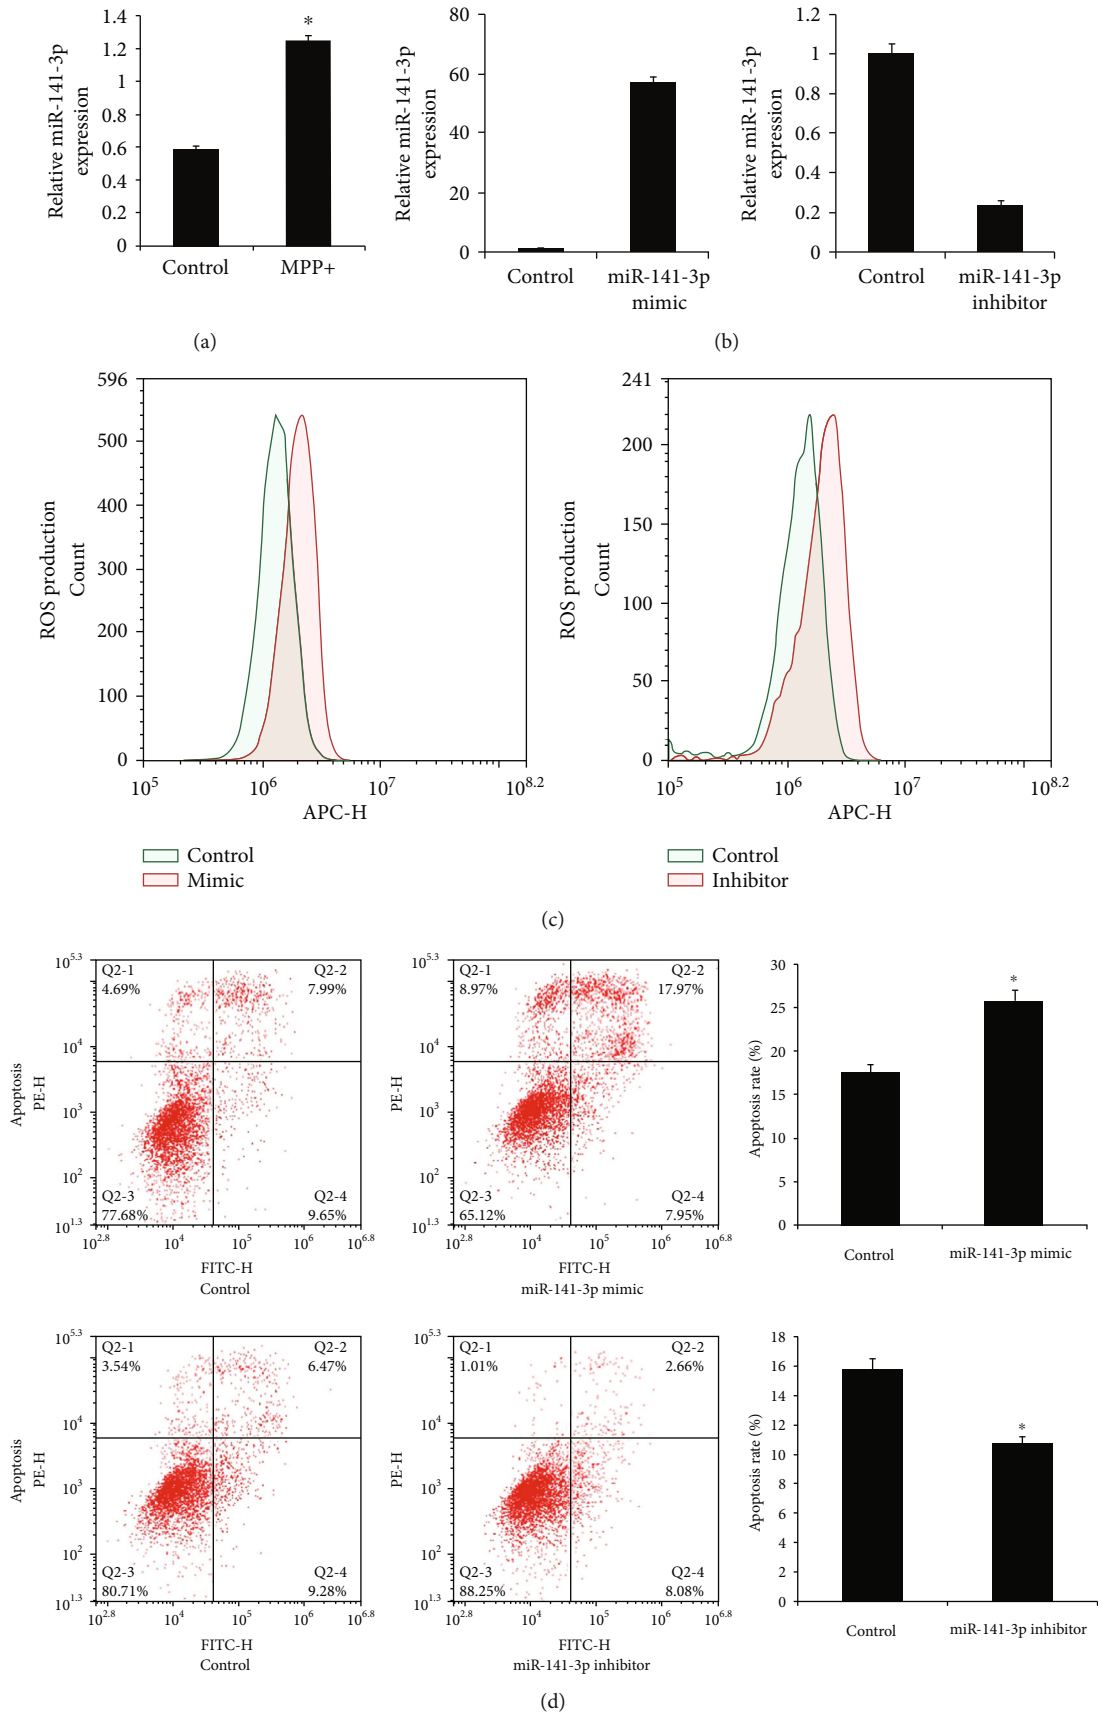 Relative miR-141-3p
expression
1.4
1.2
1
0.8
0.6
0.4
0.2
0
*
Control
MPP+
(a)
Relative miR-141-3p
expression
80
60
40
20
0
Control
miR-141-3p
mimic
Relative miR-141-3p
expression
1.2
1
0.8
0.6
0.4
0.2
0
Control
miR-141-3p
inhibitor
(b)
ROS production
Count
596
500
400
300
200
100
0
10^5
10^6
10^7
10^8.2
APC-H
Control
Mimic
ROS production
Count
241
200
150
100
50
0
10^5
10^6
10^7
10^8.2
APC-H
Control
Inhibitor
(c)
Apoptosis
PE-H
10^5.3
10^4
10^3
10^2
10^1.3
Q2-1
4.69%
Q2-2
7.99%
Q2-3
77.68%
Q2-4
9.65%
10^2.8
10^4
10^5
10^6
10^6.8
FITC-H
Control
PE-H
10^5.3
10^4
10^3
10^2
10^1.3
Q2-1
8.97%
Q2-2
17.97%
Q2-3
65.12%
Q2-4
7.95%
10^2.8
10^4
10^5
10^6
10^6.8
FITC-H
miR-141-3p mimic
Apoptosis rate (%)
30
25
20
15
10
5
0
*
Control
miR-141-3p mimic
Apoptosis
PE-H
10^5.3
10^4
10^3
10^2
10^1.3
Q2-1
3.54%
Q2-2
6.47%
Q2-3
80.71%
Q2-4
9.28%
10^2.8
10^4
10^5
10^6
10^6.8
FITC-H
Control
PE-H
10^5.3
10^4
10^3
10^2
10^1.3
Q2-1
1.01%
Q2-2
2.66%
Q2-3
88.25%
Q2-4
8.08%
10^2.8
10^4
10^5
10^6
10^6.8
FITC-H
miR-141-3p inhibitor
Apoptosis rate (%)
18
16
14
12
10
8
6
4
2
0
*
Control
miR-141-3p inhibitor
(d)